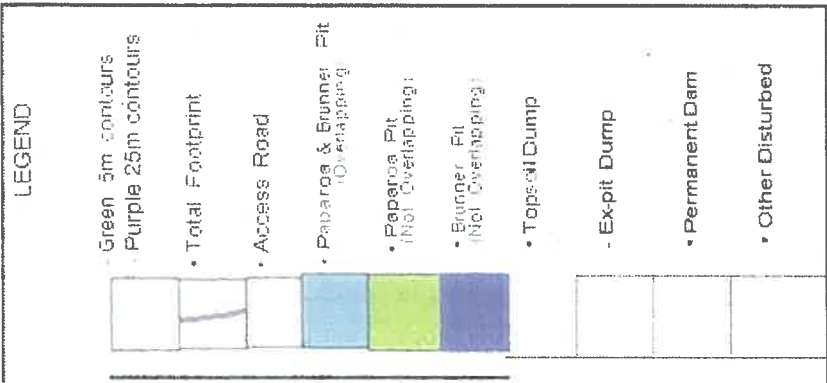 LEGEND
Green 5m contours
Purple 25m contours
• Total Footprint
• Access Road
• Paparoa & Brunner Pit
(Overlapping)
• Paparoa Pit
(Not Overlapping)
• Brunner Pit
(Not Overlapping)
• Topsoil Dump
- Ex-pit Dump
• Permanent Dam
• Other Disturbed